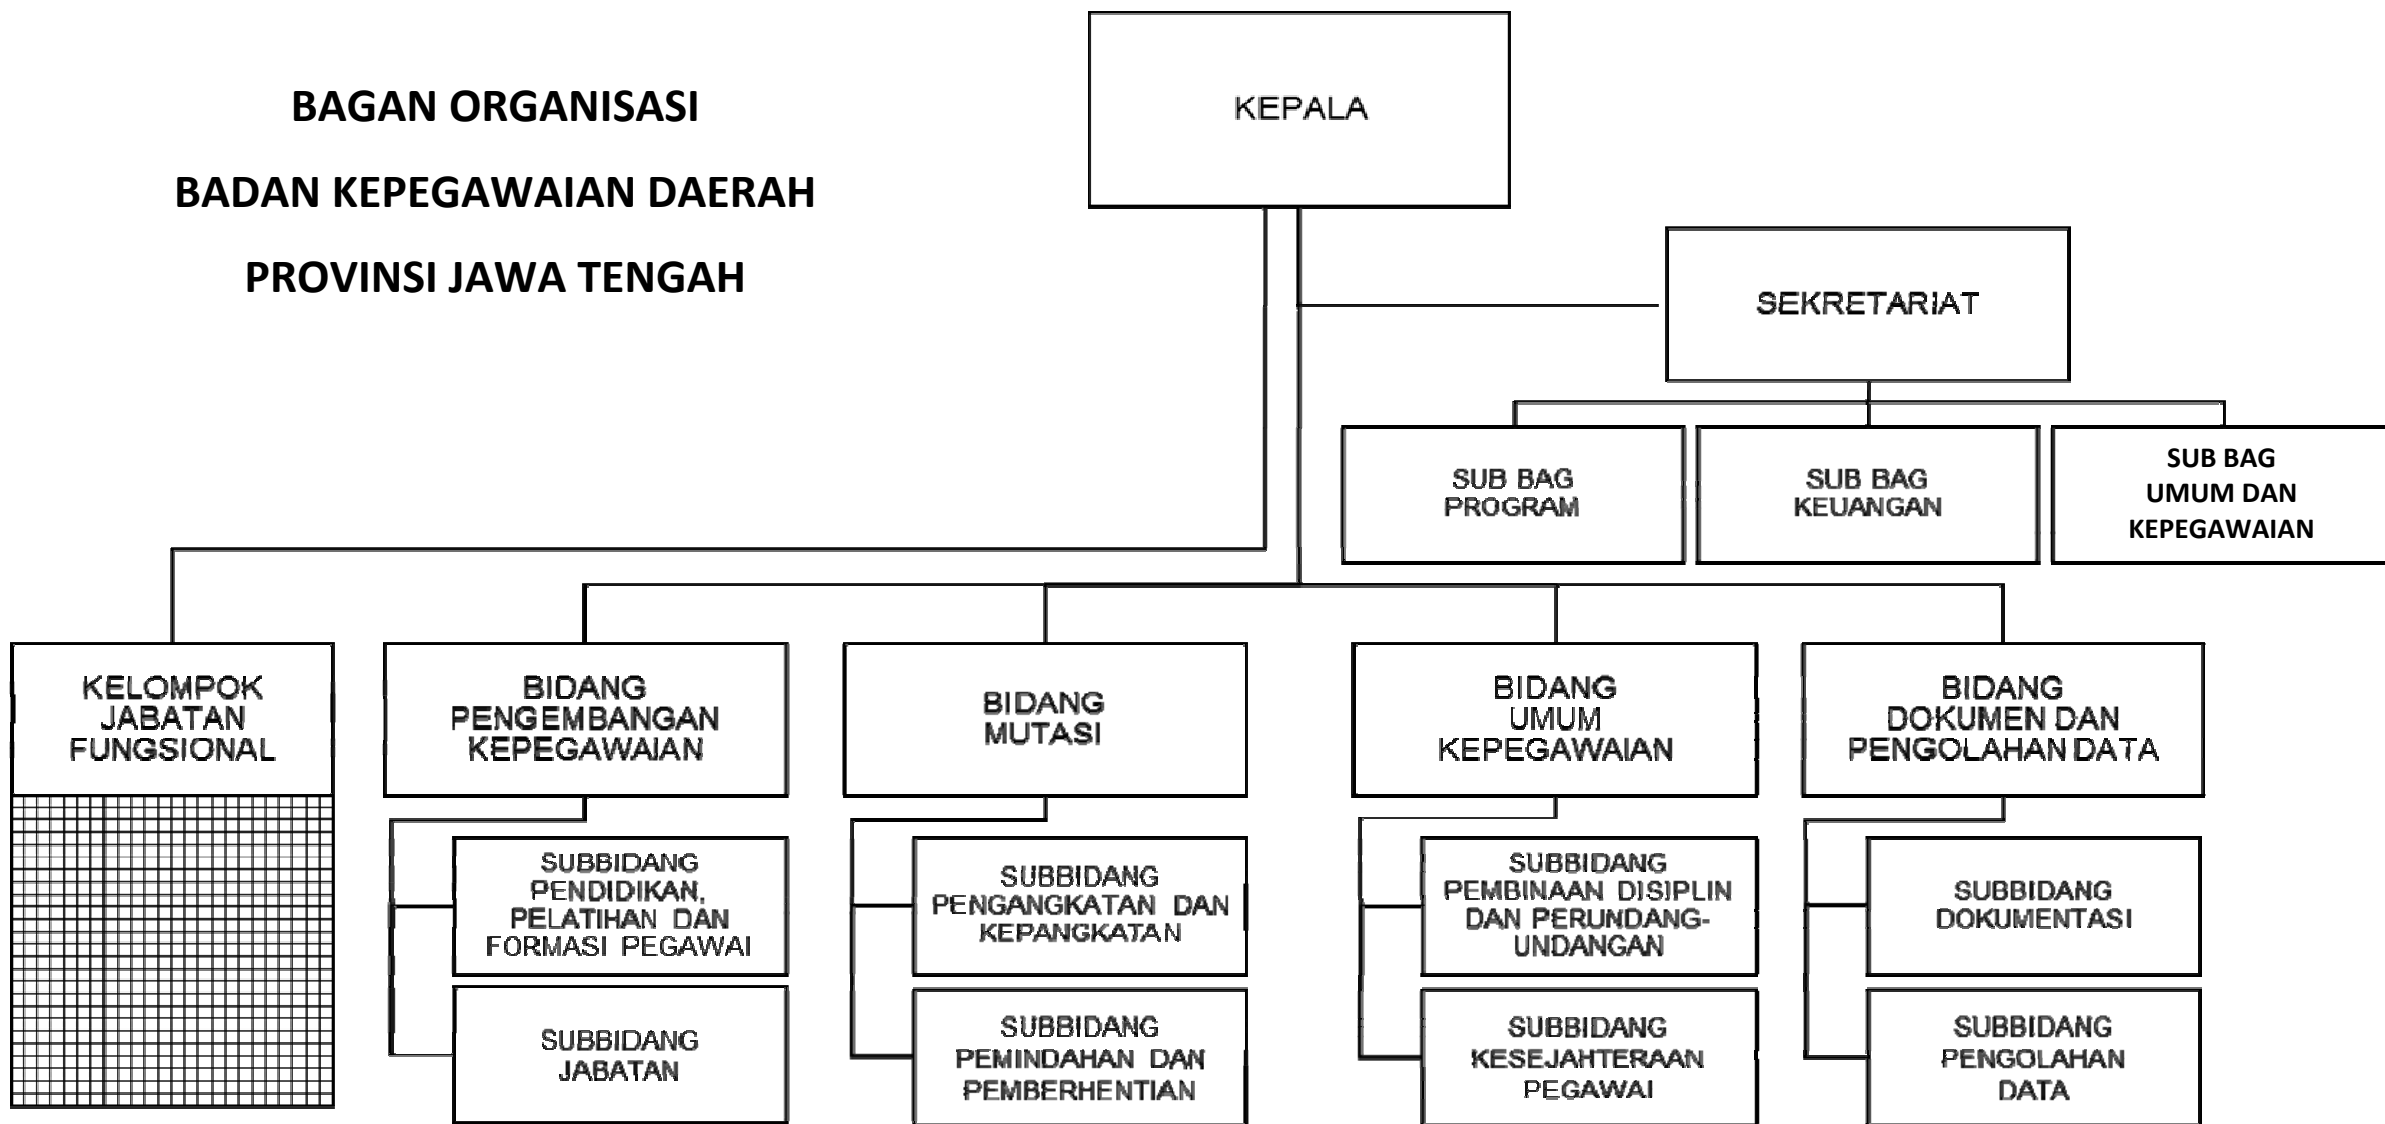 BAGAN ORGANISASI
BADAN KEPEGAWAIAN DAERAH
PROVINSI JAWA TENGAH
KEPALA
SEKRETARIAT
SUB BAG
PROGRAM
SUB BAG
KEUANGAN
SUB BAG
UMUM DAN
KEPEGAWAIAN
KELOMPOK
JABATAN
FUNGSIONAL
BIDANG
PENGEMBANGAN
KEPEGAWAIAN
BIDANG
MUTASI
BIDANG
UMUM
KEPEGAWAIAN
BIDANG
DOKUMEN DAN
PENGOLAHAN DATA
SUBBIDANG
PENDIDIKAN,
PELATIHAN DAN
FORMASI PEGAWAI
SUBBIDANG
JABATAN
SUBBIDANG
PENGANGKATAN DAN
KEPANGKATAN
SUBBIDANG
PEMINDAHAN DAN
PEMBERHENTIAN
SUBBIDANG
PEMBINAAN DISIPLIN
DAN PERUNDANG-
UNDANGAN
SUBBIDANG
KESEJAHTERAAN
PEGAWAI
SUBBIDANG
DOKUMENTASI
SUBBIDANG
PENGOLAHAN
DATA